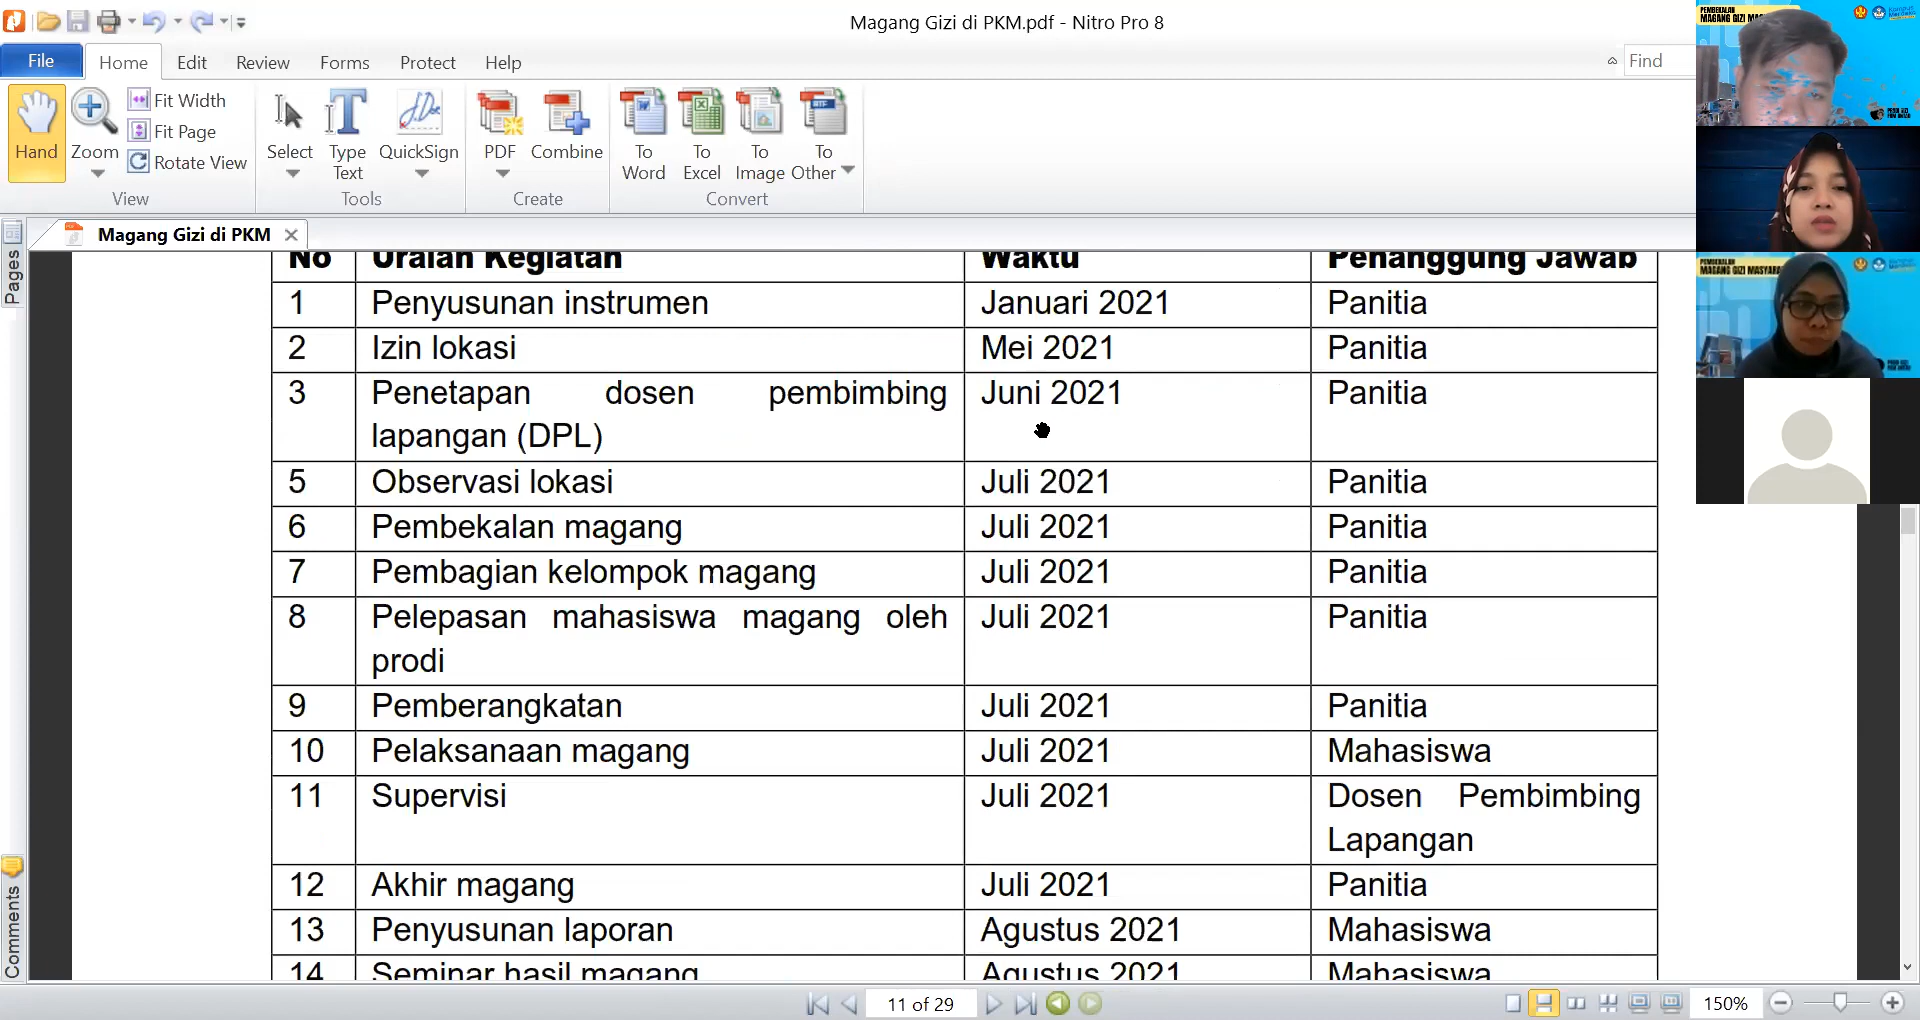 Magang Gizi di PKM.pdf - Nitro Pro 8
File Home Edit Review Forms Protect Help Find
Hand Zoom Fit Width Fit Page Rotate View
View
Select Type Text QuickSign
Tools
PDF Combine
Create
To Word To Excel To Image To Other
Convert
Magang Gizi di PKM
Pages
Comments
No Uraian Kegiatan Waktu Penanggung Jawab
1 Penyusunan instrumen Januari 2021 Panitia
2 Izin lokasi Mei 2021 Panitia
3 Penetapan dosen pembimbing Juni 2021 Panitia
lapangan (DPL)
5 Observasi lokasi Juli 2021 Panitia
6 Pembekalan magang Juli 2021 Panitia
7 Pembagian kelompok magang Juli 2021 Panitia
8 Pelepasan mahasiswa magang oleh Juli 2021 Panitia
prodi
9 Pemberangkatan Juli 2021 Panitia
10 Pelaksanaan magang Juli 2021 Mahasiswa
11 Supervisi Juli 2021 Dosen Pembimbing
Lapangan
12 Akhir magang Juli 2021 Panitia
13 Penyusunan laporan Agustus 2021 Mahasiswa
14 Seminar hasil magang Agustus 2021 Mahasiswa
11 of 29
150%
PEMBEKALAN
MAGANG GIZI
PEMBEKALAN
MAGANG GIZI MASYARA